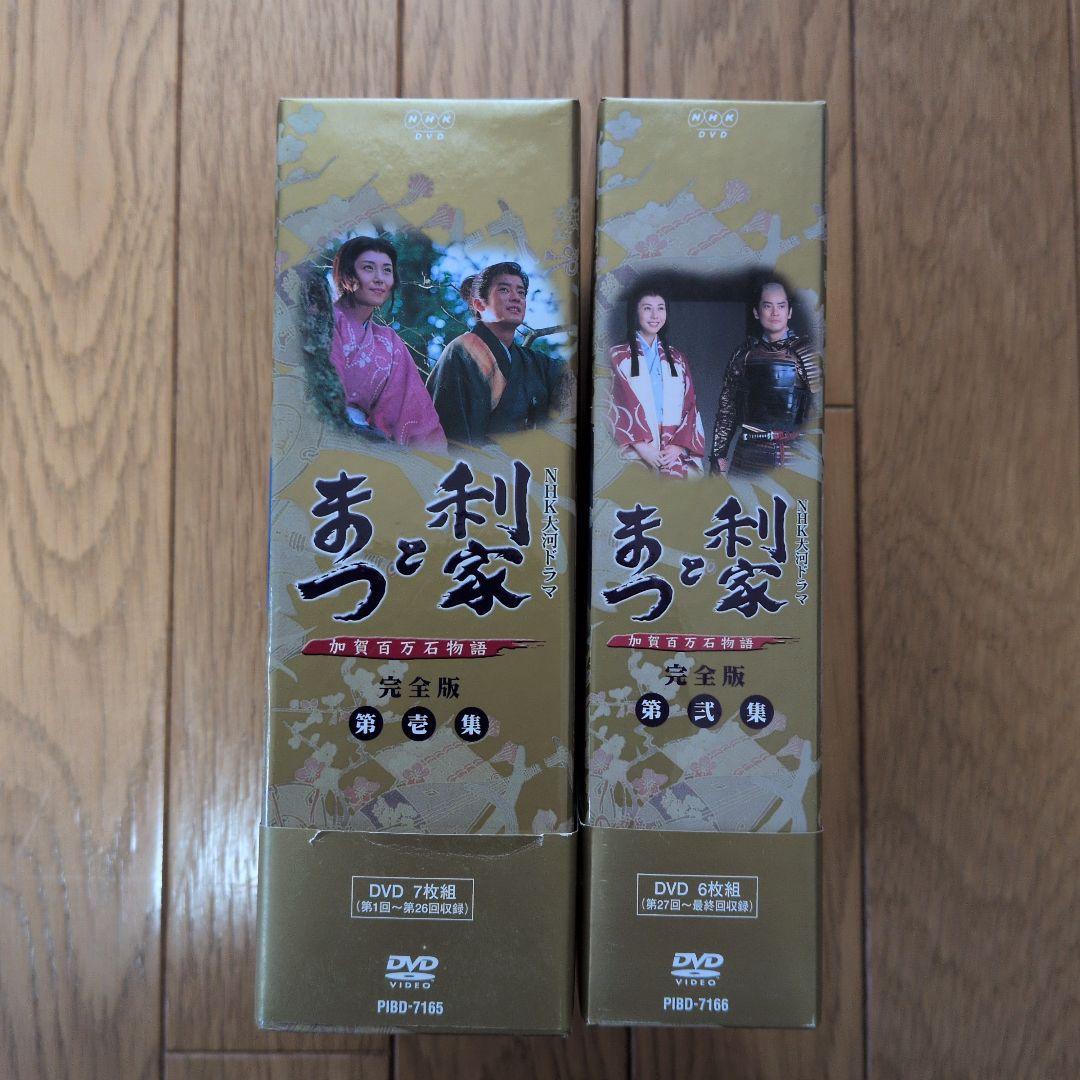 NHK
DVD
NHK大河ドラマ
利家
と
まつ
加賀百万石物語
完全版
第壱集
DVD 7枚組
(第1回～第26回収録)
DVD
VIDEO
PIBD-7165
NHK
DVD
NHK大河ドラマ
利家
と
まつ
加賀百万石物語
完全版
第弐集
DVD 6枚組
(第27回～最終回収録)
DVD
VIDEO
PIBD-7166